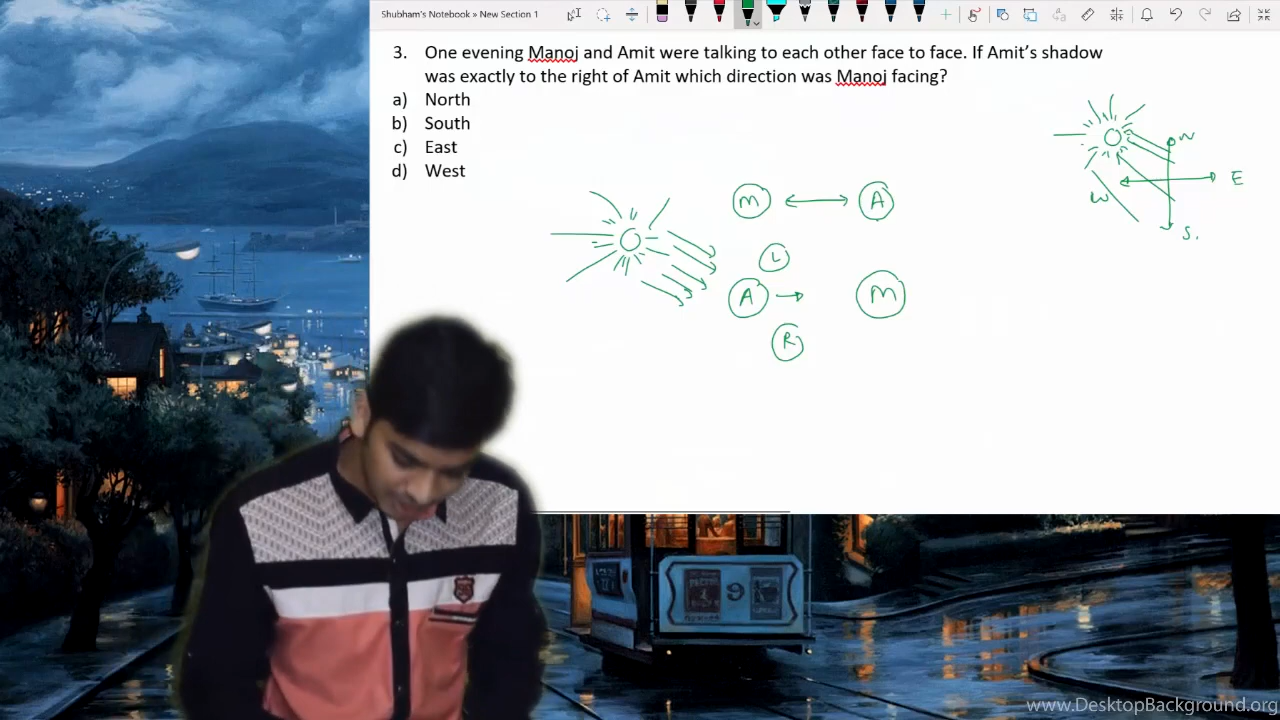 Shubham's Notebook » New Section 1
3. One evening Manoj and Amit were talking to each other face to face. If Amit's shadow
was exactly to the right of Amit which direction was Manoj facing?
a) North
b) South
c) East
d) West
N
E
W
S.
M A
L
A M
R
9
www.DesktopBackground.org